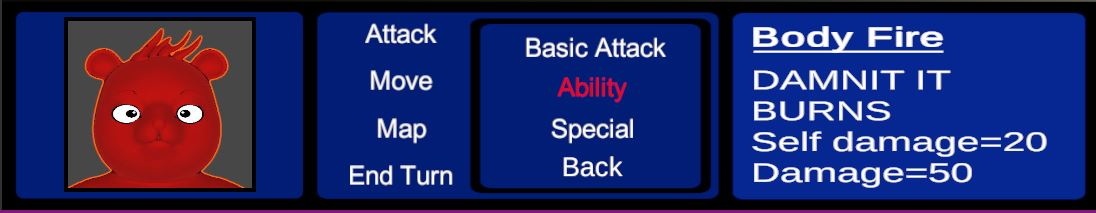 Attack
Move
Map
End Turn
Basic Attack
Ability
Special
Back
Body Fire
DAMNIT IT
BURNS
Self damage=20
Damage=50